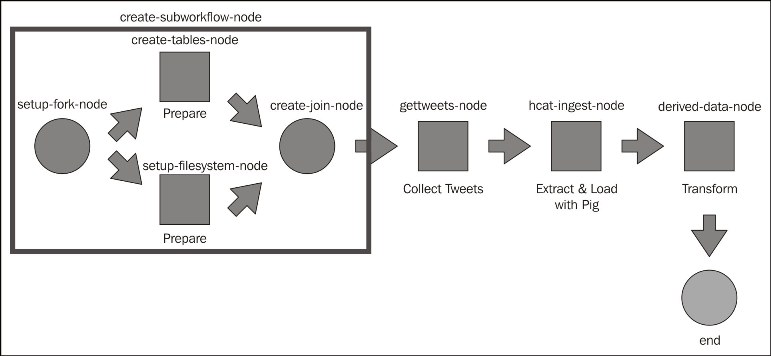 create-subworkflow-node
create-tables-node
setup-fork-node
Prepare
create-join-node
setup-filesystem-node
Prepare
gettweets-node
Collect Tweets
hcat-ingest-node
Extract & Load
with Pig
derived-data-node
Transform
end